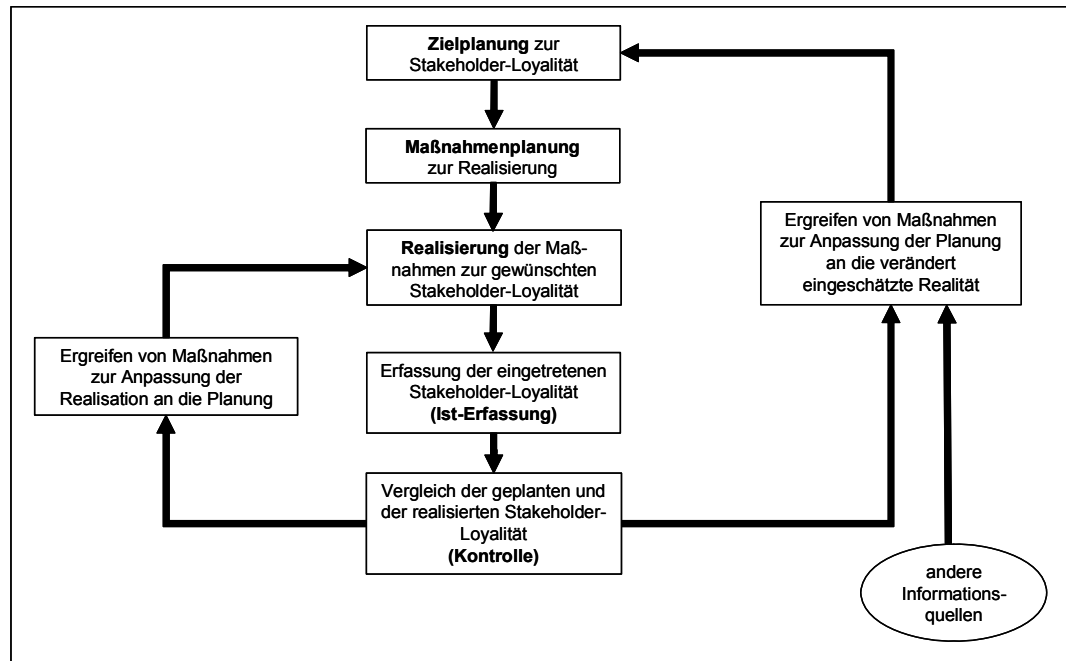 Zielplanung zur
Stakeholder-Loyalität
Maßnahmenplanung
zur Realisierung
Realisierung der Maß-
nahmen zur gewünschten
Stakeholder-Loyalität
Ergreifen von Maßnahmen
zur Anpassung der Planung
an die verändert
eingeschätzte Realität
Ergreifen von Maßnahmen
zur Anpassung der
Realisation an die Planung
Erfassung der eingetretenen
Stakeholder-Loyalität
(Ist-Erfassung)
Vergleich der geplanten und
der realisierten Stakeholder-
Loyalität
(Kontrolle)
andere
Informations-
quellen